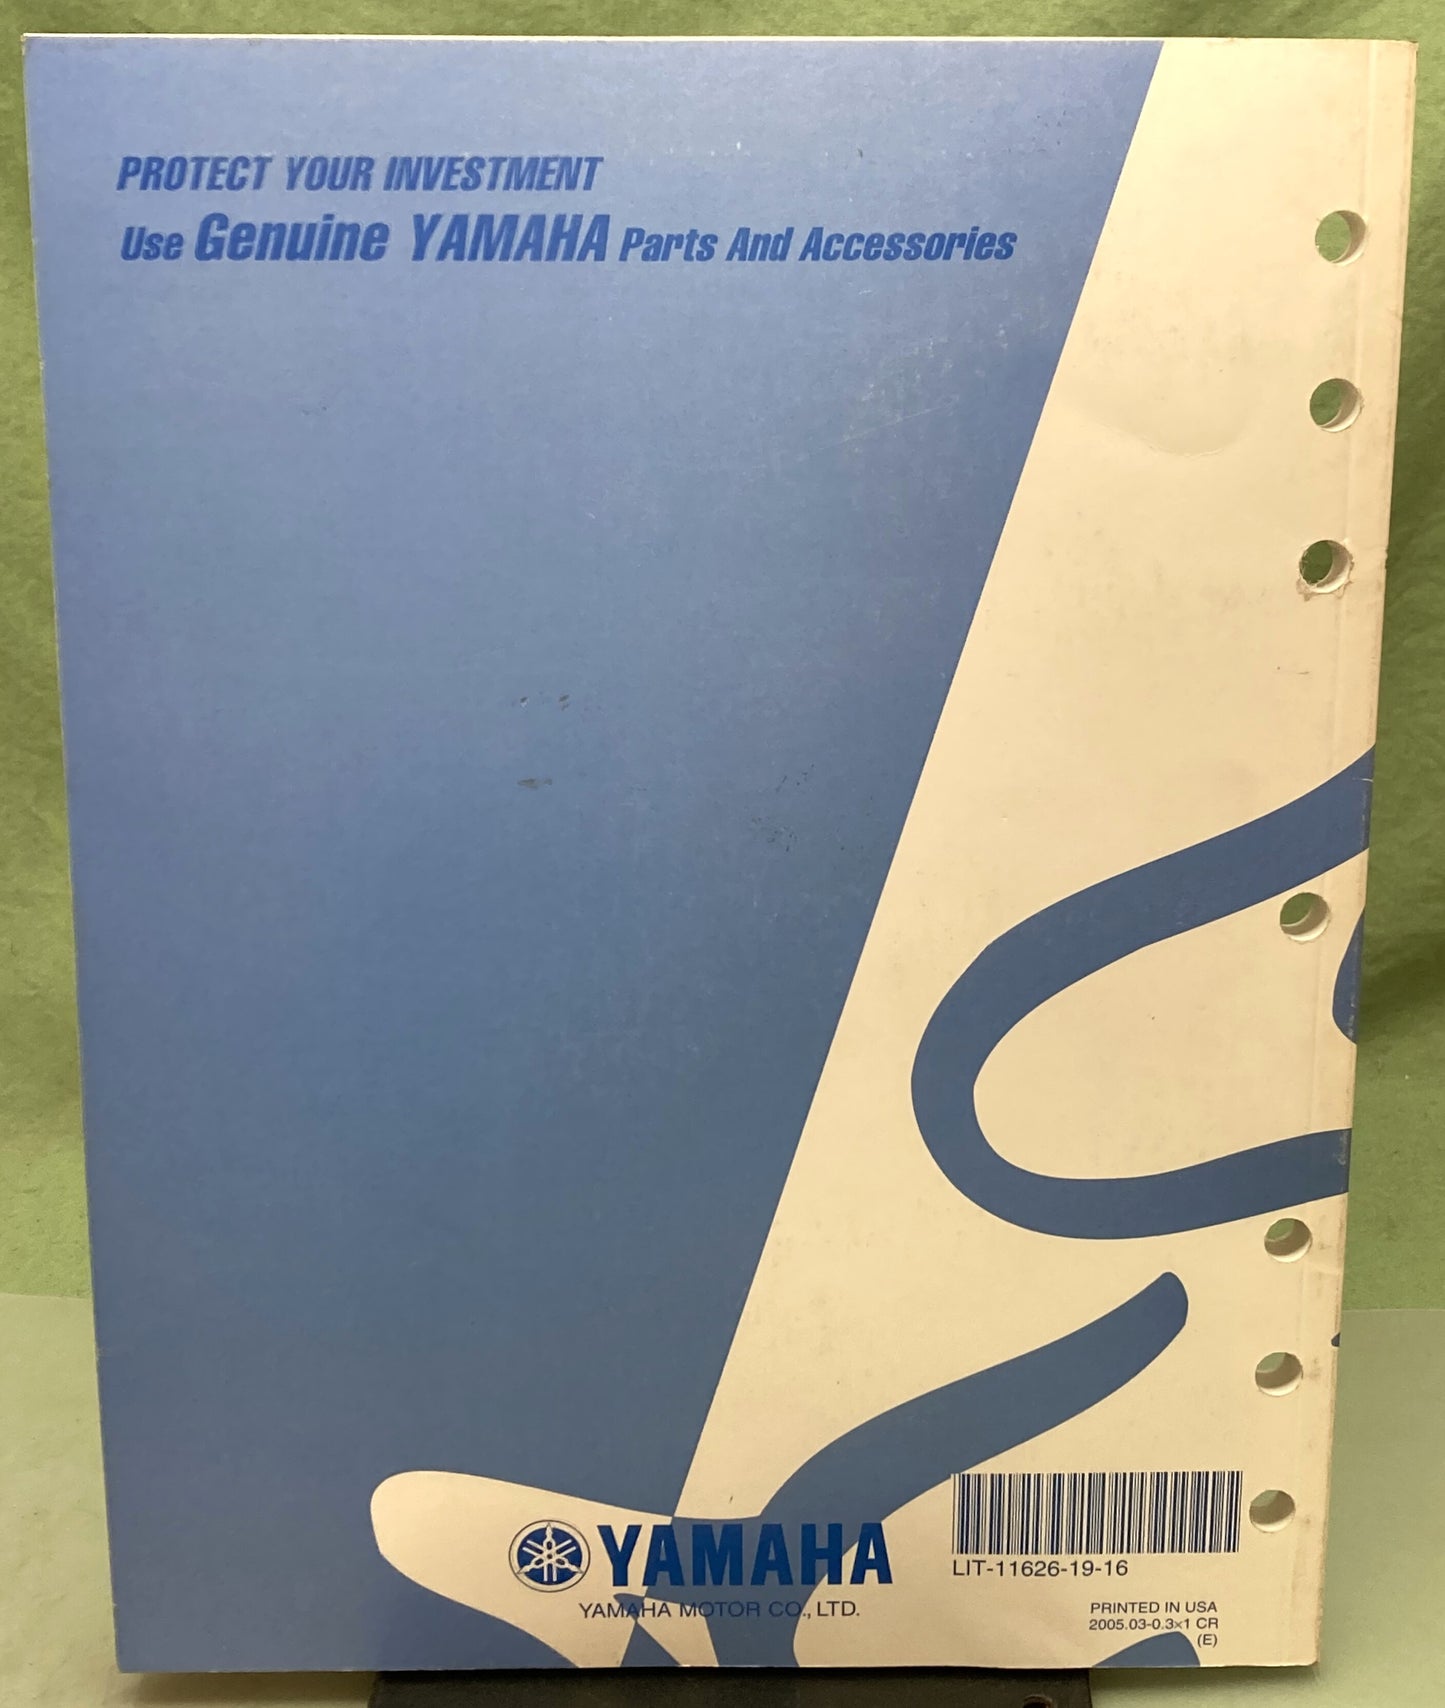 PROTECT YOUR INVESTMENT
Use Genuine YAMAHA Parts And Accessories
YAMAHA
YAMAHA MOTOR CO., LTD.
LIT-11626-19-16
PRINTED IN USA
2005.03-0.3×1 CR
(E)